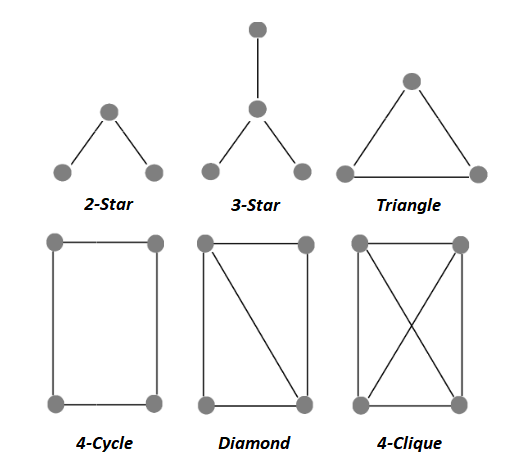 2-Star
3-Star
Triangle
4-Cycle
Diamond
4-Clique